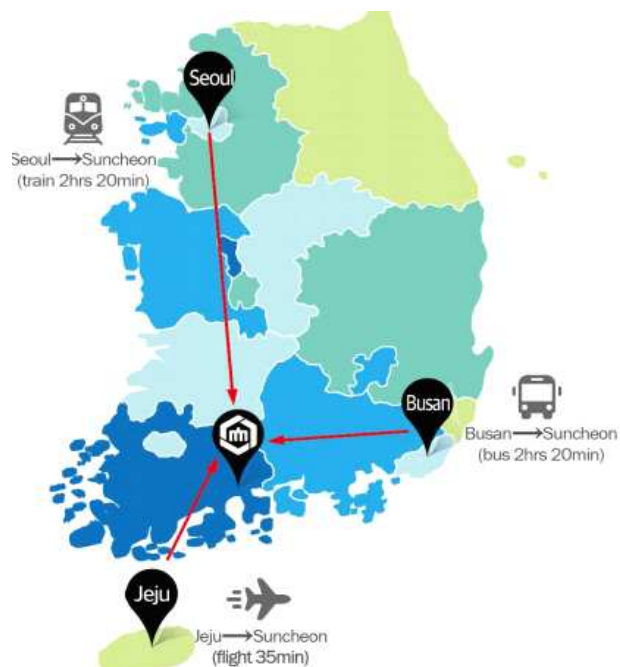 Seoul
Seoul→Suncheon
(train 2hrs 20min)
Busan
Busan→Suncheon
(bus 2hrs 20min)
Jeju
Jeju→Suncheon
(flight 35min)